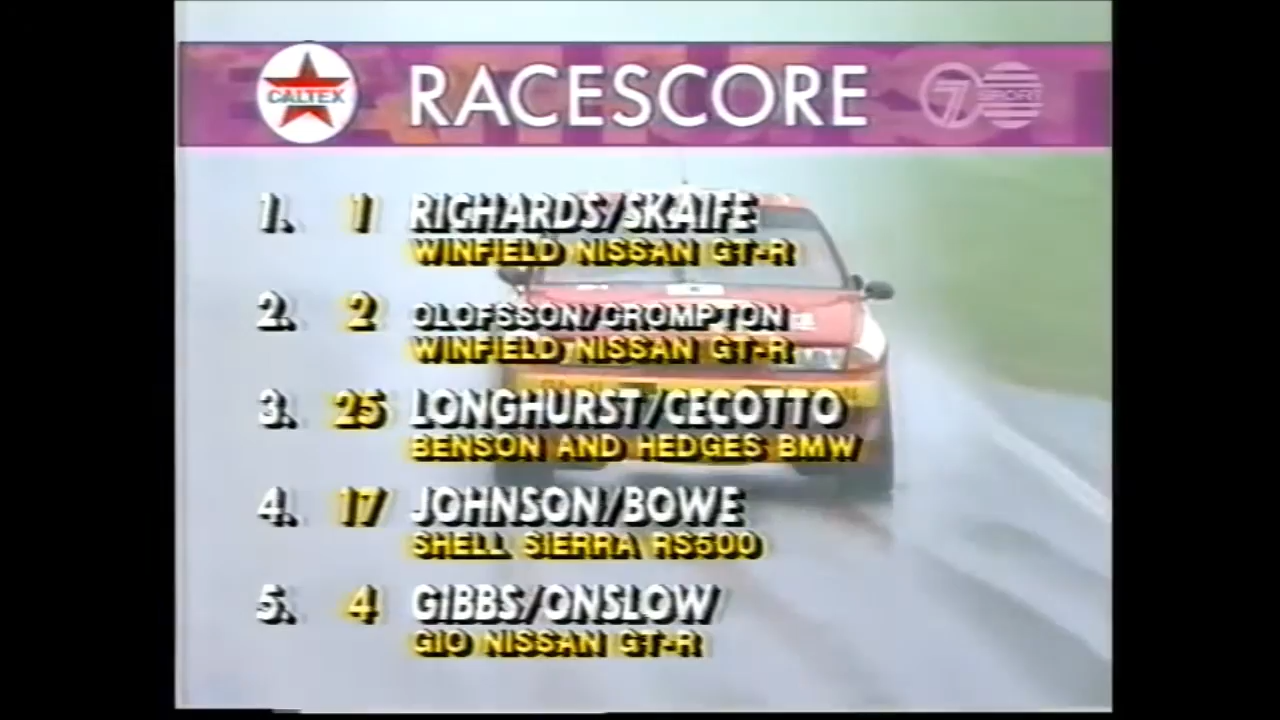 CALTEX RACESCORE 7 SPORT
1. 1 RICHARDS/SKAIFE
WINFIELD NISSAN GT-R
2. 2 OLOFSSON/CROMPTON
WINFIELD NISSAN GT-R
3. 25 LONGHURST/CECOTTO
BENSON AND HEDGES BMW
4. 17 JOHNSON/BOWE
SHELL SIERRA RS500
5. 4 GIBBS/ONSLOW
GIO NISSAN GT-R